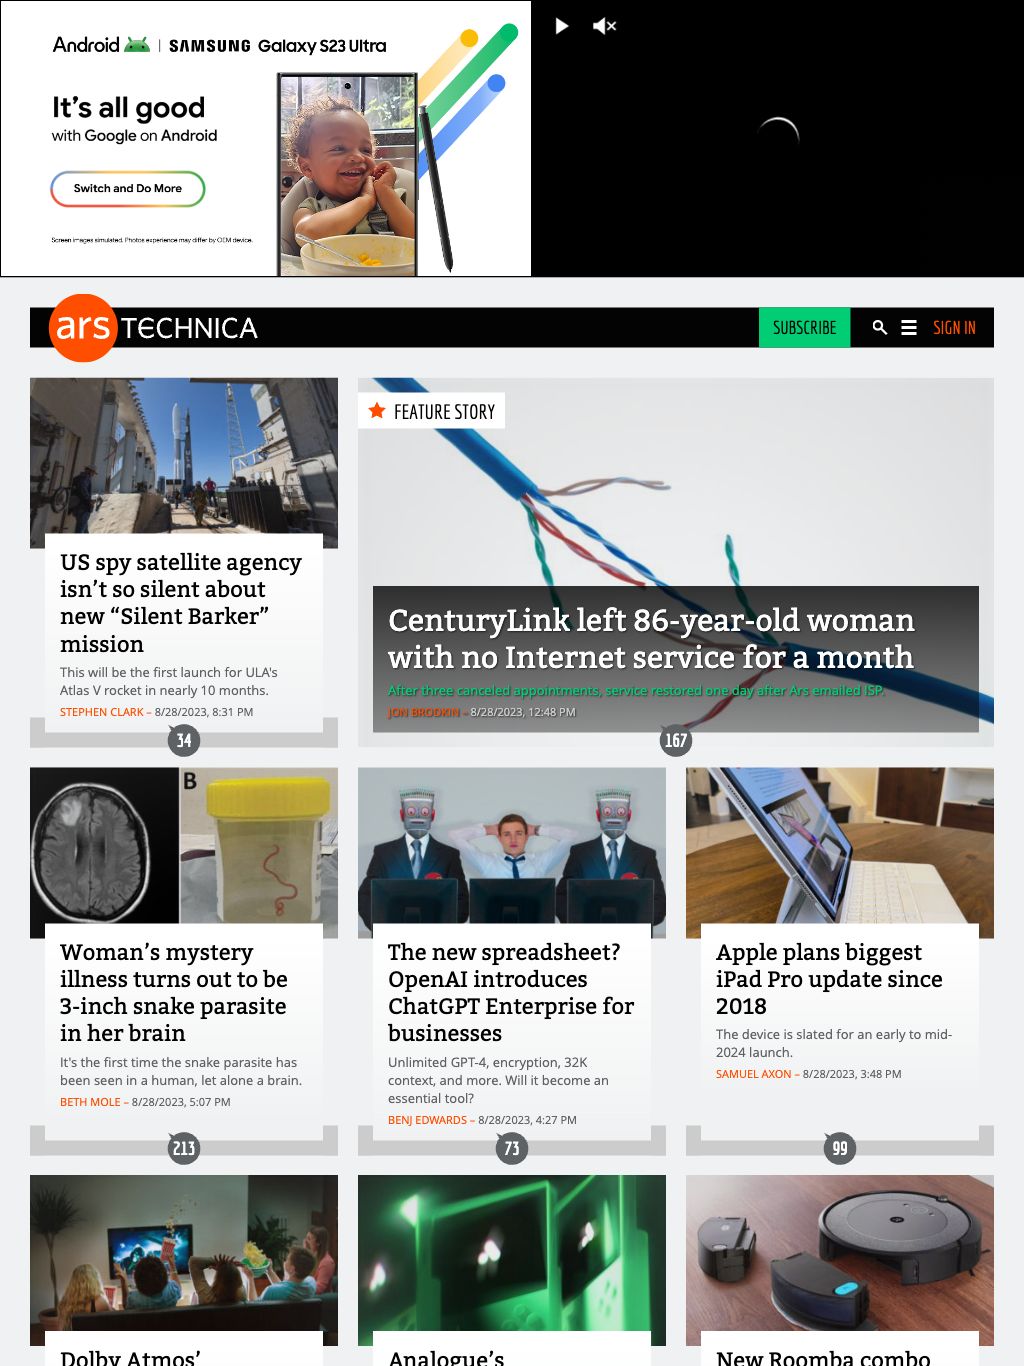 Android | SAMSUNG Galaxy S23 Ultra
It's all good
with Google on Android
Switch and Do More
Screen images simulated. Photos experience may differ by OEM device.
ars TECHNICA
SUBSCRIBE
SIGN IN
US spy satellite agency
isn’t so silent about
new “Silent Barker”
mission
This will be the first launch for ULA's
Atlas V rocket in nearly 10 months.
STEPHEN CLARK – 8/28/2023, 8:31 PM
34
FEATURE STORY
CenturyLink left 86-year-old woman
with no Internet service for a month
After three canceled appointments, service restored one day after Ars emailed ISP.
JON BRODKIN – 8/28/2023, 12:48 PM
167
B
Woman’s mystery
illness turns out to be
3-inch snake parasite
in her brain
It's the first time the snake parasite has
been seen in a human, let alone a brain.
BETH MOLE – 8/28/2023, 5:07 PM
213
The new spreadsheet?
OpenAI introduces
ChatGPT Enterprise for
businesses
Unlimited GPT-4, encryption, 32K
context, and more. Will it become an
essential tool?
BENJ EDWARDS – 8/28/2023, 4:27 PM
73
Apple plans biggest
iPad Pro update since
2018
The device is slated for an early to mid-
2024 launch.
SAMUEL AXON – 8/28/2023, 3:48 PM
99
Dolby Atmos’
Analogue’s
New Roomba combo